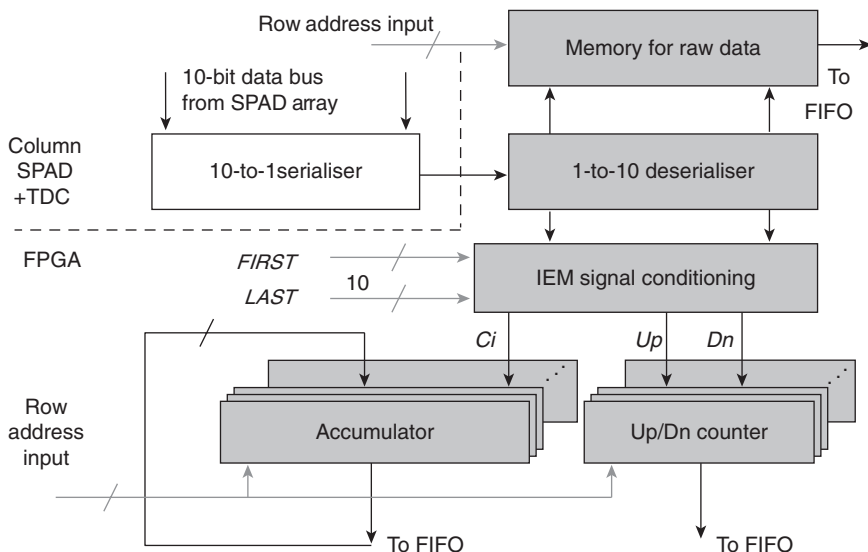 Row address input
Memory for raw data
To
FIFO
10-bit data bus
from SPAD array
Column
SPAD
+TDC
10-to-1serialiser
1-to-10 deserialiser
FPGA
FIRST
LAST
10
IEM signal conditioning
Ci
Up
Dn
Row
address
input
Accumulator
Up/Dn counter
To FIFO
To FIFO